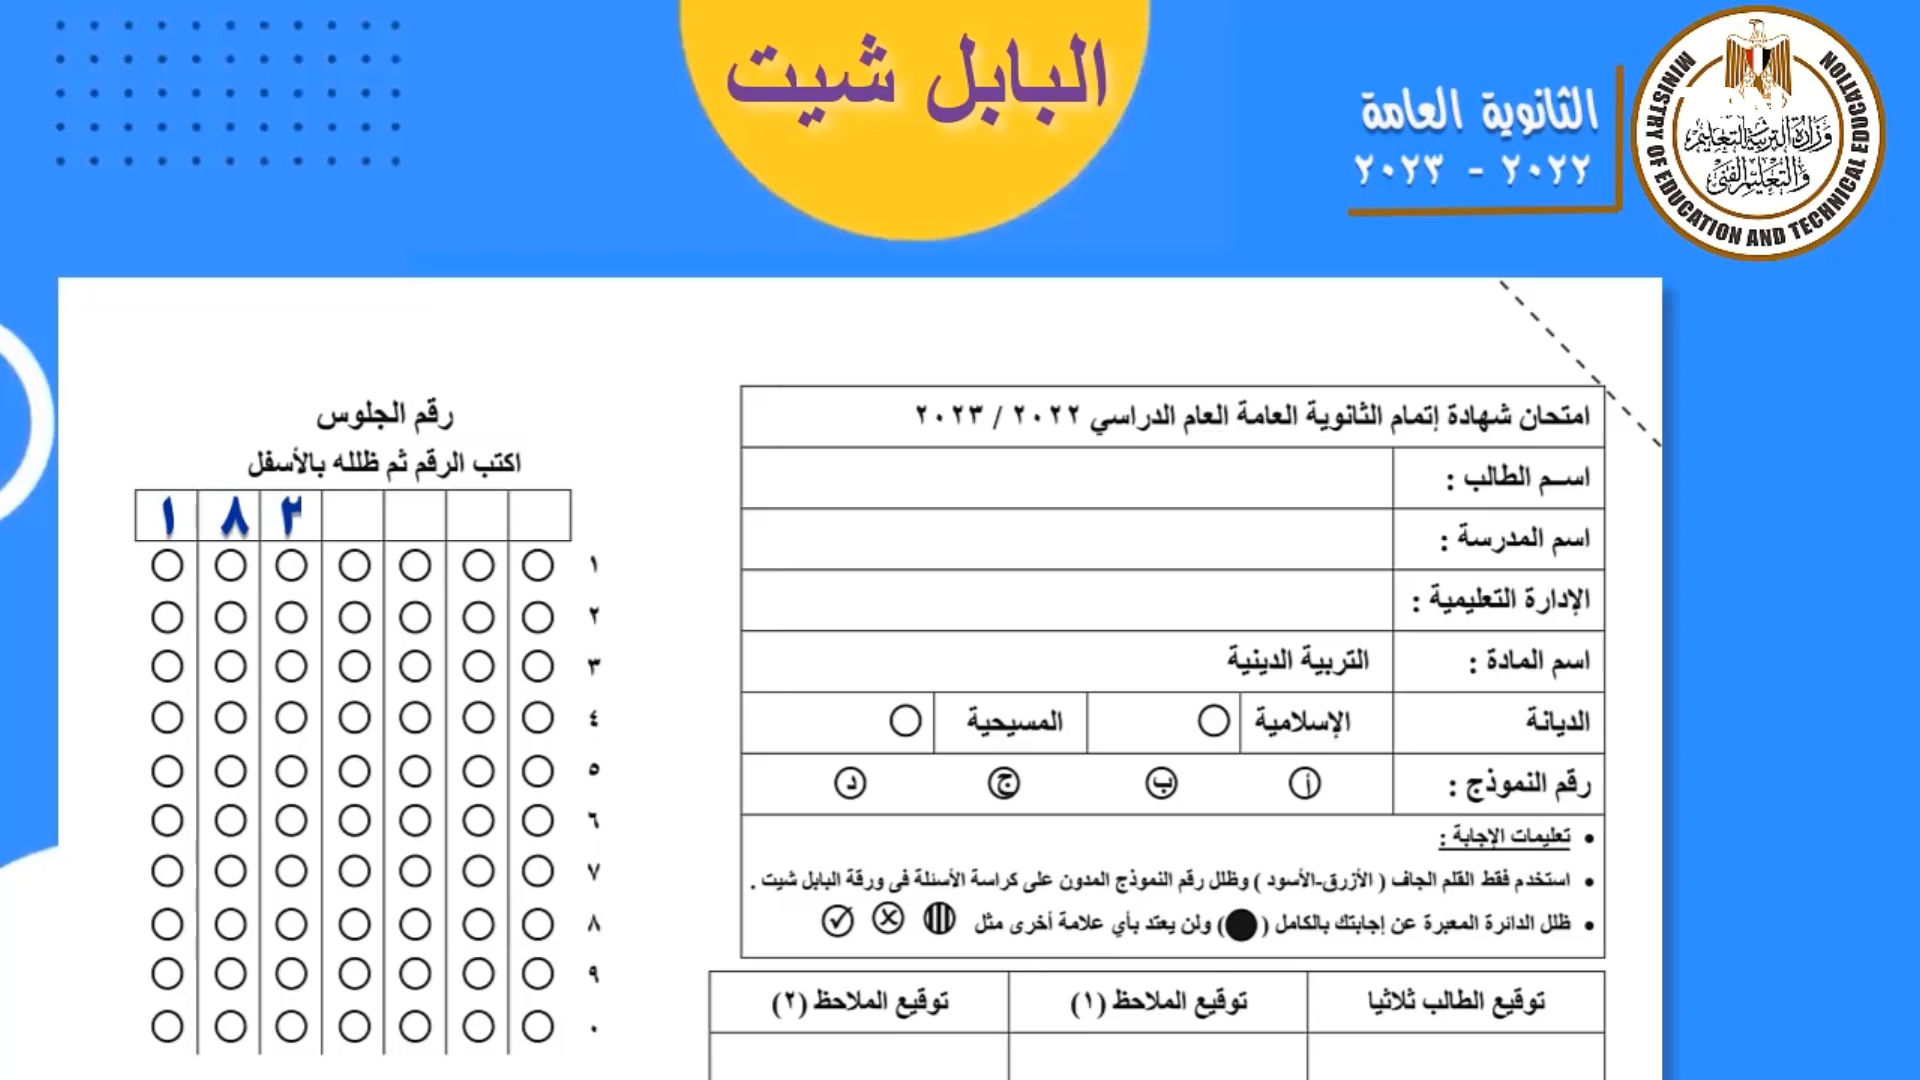 البابل شيت
الثانوية العامة
٢٠٢٢ - ٢٠٢٣
وزارة التربية والتعليم
والتعليم الفني
MINISTRY OF EDUCATION AND TECHNICAL EDUCATION
امتحان شهادة إتمام الثانوية العامة العام الدراسي ٢٠٢٢ / ٢٠٢٣
اسم الطالب :
اسم المدرسة :
الإدارة التعليمية :
اسم المادة : التربية الدينية
الديانة الإسلامية المسيحية
رقم النموذج : أ ب ج د
• تعليمات الإجابة :
• استخدم فقط القلم الجاف ( الأزرق-الأسود ) وظلل رقم النموذج المدون على كراسة الأسئلة فى ورقة البابل شيت .
• ظلل الدائرة المعبرة عن إجابتك بالكامل ( ) ولن يعتد بأي علامة أخرى مثل
توقيع الطالب ثلاثيا توقيع الملاحظ (١) توقيع الملاحظ (٢)
رقم الجلوس
اكتب الرقم ثم ظلله بالأسفل
١ ٨ ٢
١
٢
٣
٤
٥
٦
٧
٨
٩
٠